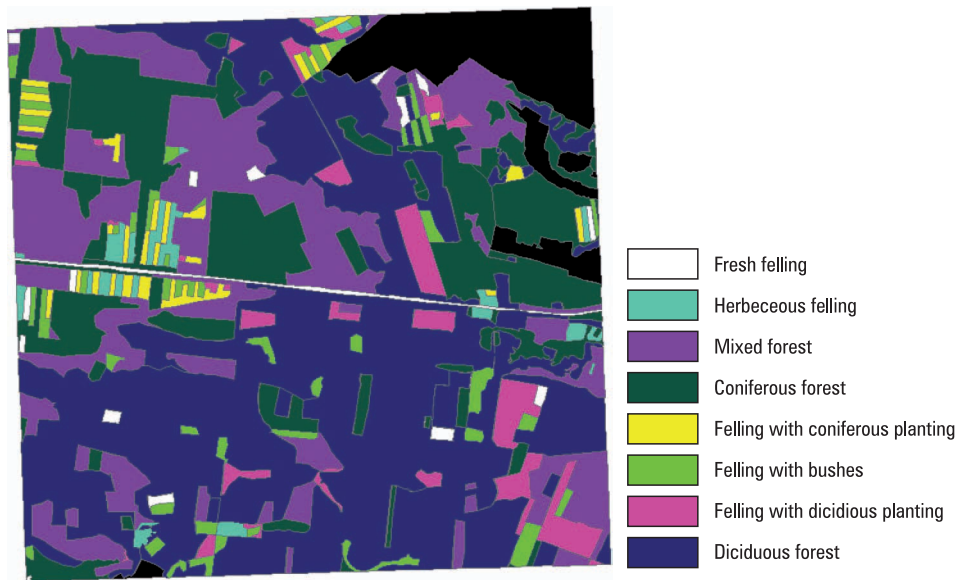 Fresh felling
Herbeceous felling
Mixed forest
Coniferous forest
Felling with coniferous planting
Felling with bushes
Felling with dicidious planting
Diciduous forest